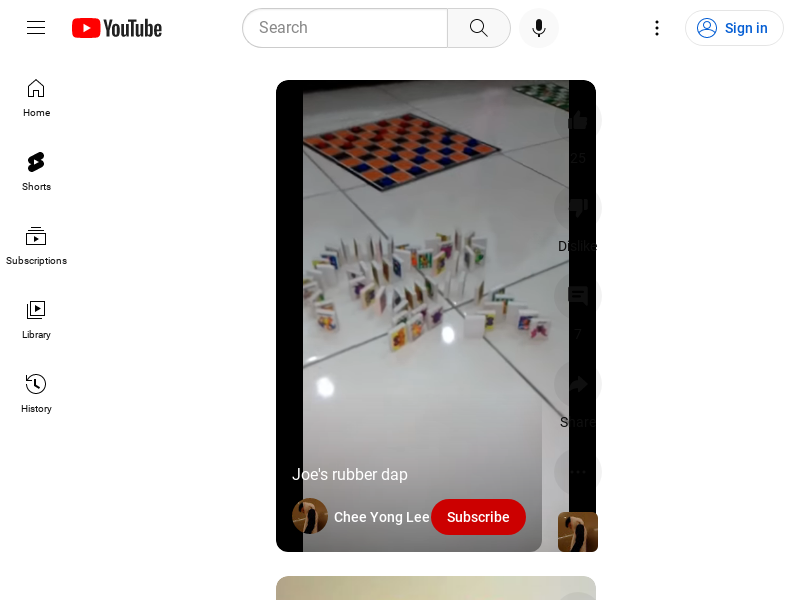 YouTube
Search
Sign in
Home
Shorts
Subscriptions
Library
History
25
Dislike
7
Share
Joe's rubber dap
Chee Yong Lee
Subscribe